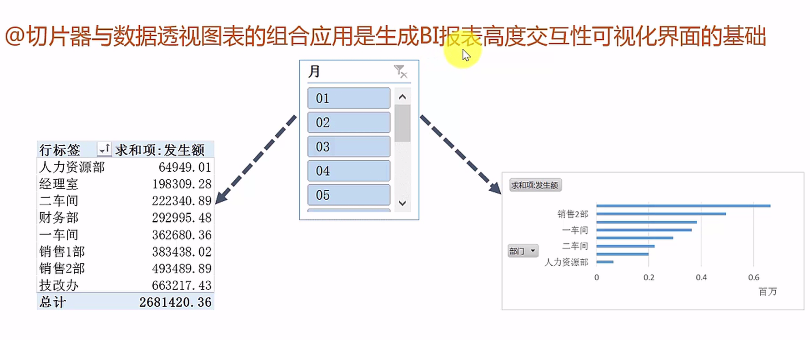 @切片器与数据透视图表的组合应用是生成BI报表高度交互性可视化界面的基础
月
01
02
03
04
05
行标签 求和项:发生额
人力资源部 64949.01
经理室 198309.28
二车间 222340.89
财务部 292995.48
一车间 362680.36
销售1部 383438.02
销售2部 493489.89
技改办 663217.43
总计 2681420.36
求和项:发生额
销售2部
一车间
部门
二车间
人力资源部
0 0.2 0.4 0.6
百万